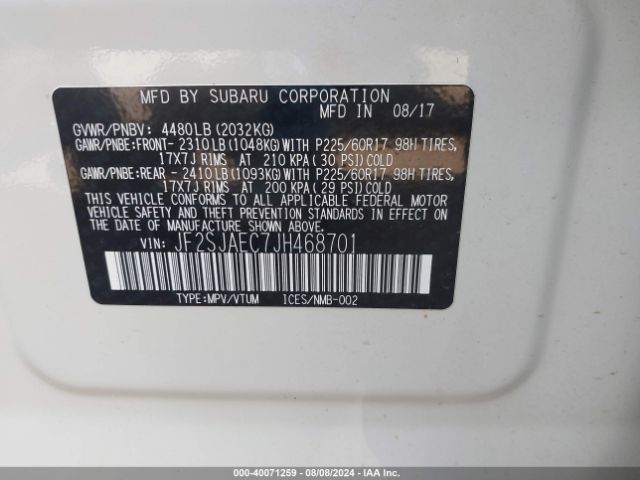 MFD BY SUBARU CORPORATION
MFD IN 08/17
GVWR/PNBV: 4480LB(2032KG)
GAWR/PNBE:FRONT- 2310LB(1048KG)WITH P225/60R17 98H TIRES,
17X7J RIMS AT 210 KPA(30 PSI)COLD
GAWR/PNBE:REAR - 2410LB(1093KG)WITH P225/60R17 98H TIRES,
17X7J RIMS AT 200 KPA(29 PSI)COLD
THIS VEHICLE CONFORMS TO ALL APPLICABLE FEDERAL MOTOR
VEHICLE SAFETY AND THEFT PREVENTION STANDARDS IN EFFECT
ON THE DATE OF MANUFACTURE SHOWN ABOVE.
VIN: JF2SJAEC7JH468701
TYPE:MPV/VTUM ICES/NMB-002
000-40071259 - 08/08/2024 - IAA Inc.